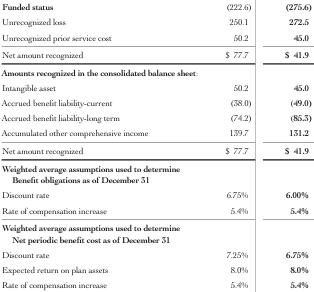 Funded status (222.6) (275.6)
Unrecognized loss 250.1 272.5
Unrecognized prior service cost 50.2 45.0
Net amount recognized $ 77.7 $ 41.9
Amounts recognized in the consolidated balance sheet:
Intangible asset 50.2 45.0
Accrued benefit liability-current (38.0) (49.0)
Accrued benefit liability-long term (74.2) (85.3)
Accumulated other comprehensive income 139.7 131.2
Net amount recognized $ 77.7 $ 41.9
Weighted average assumptions used to determine
Benefit obligations as of December 31
Discount rate 6.75% 6.00%
Rate of compensation increase 5.4% 5.4%
Weighted average assumptions used to determine
Net periodic benefit cost as of December 31
Discount rate 7.25% 6.75%
Expected return on plan assets 8.0% 8.0%
Rate of compensation increase 5.4% 5.4%